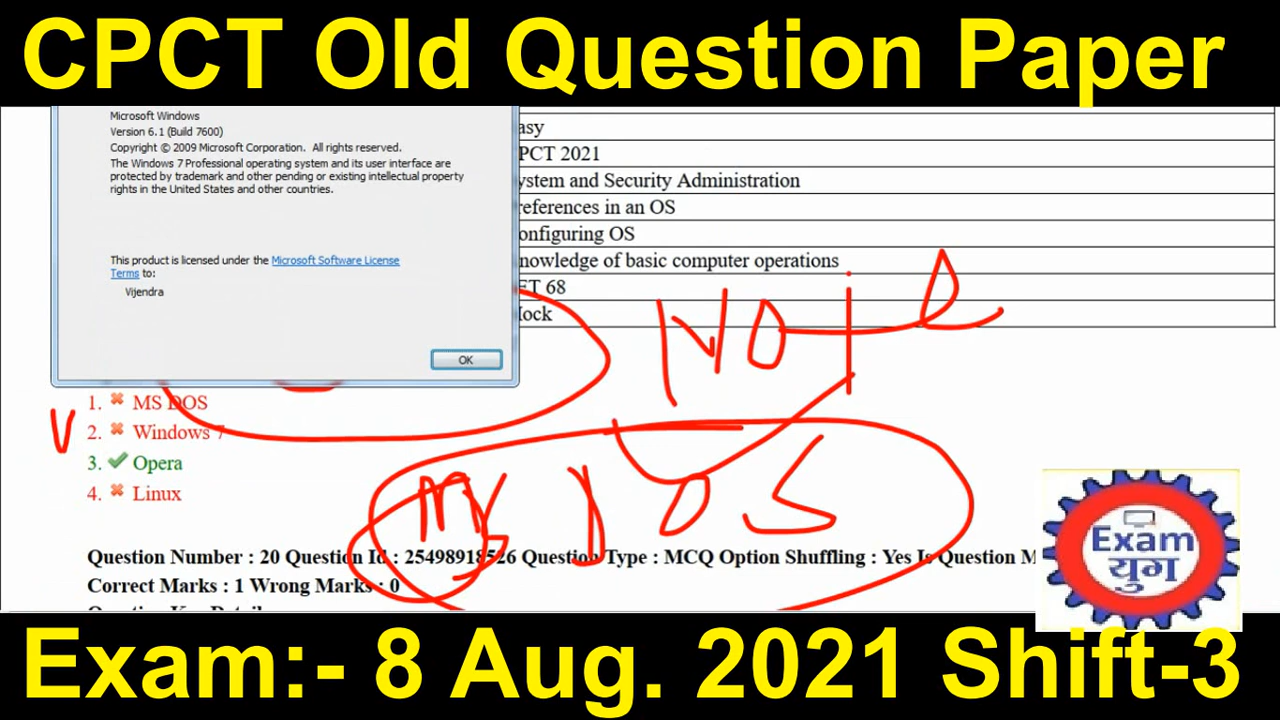 CPCT Old Question Paper
Microsoft Windows
Version 6.1 (Build 7600)
Copyright © 2009 Microsoft Corporation. All rights reserved.
The Windows 7 Professional operating system and its user interface are
protected by trademark and other pending or existing intellectual property
rights in the United States and other countries.
This product is licensed under the Microsoft Software License
Terms to:
Vijendra
OK
asy
PCT 2021
ystem and Security Administration
references in an OS
onfiguring OS
nowledge of basic computer operations
ET 68
Mock
Note
1. MS DOS
2. Windows 7
3. Opera
4. Linux
MS DOS
Question Number : 20 Question Id : 25498918526 Question Type : MCQ Option Shuffling : Yes Is Question M
Correct Marks : 1 Wrong Marks : 0
Exam
युग
Exam:- 8 Aug. 2021 Shift-3